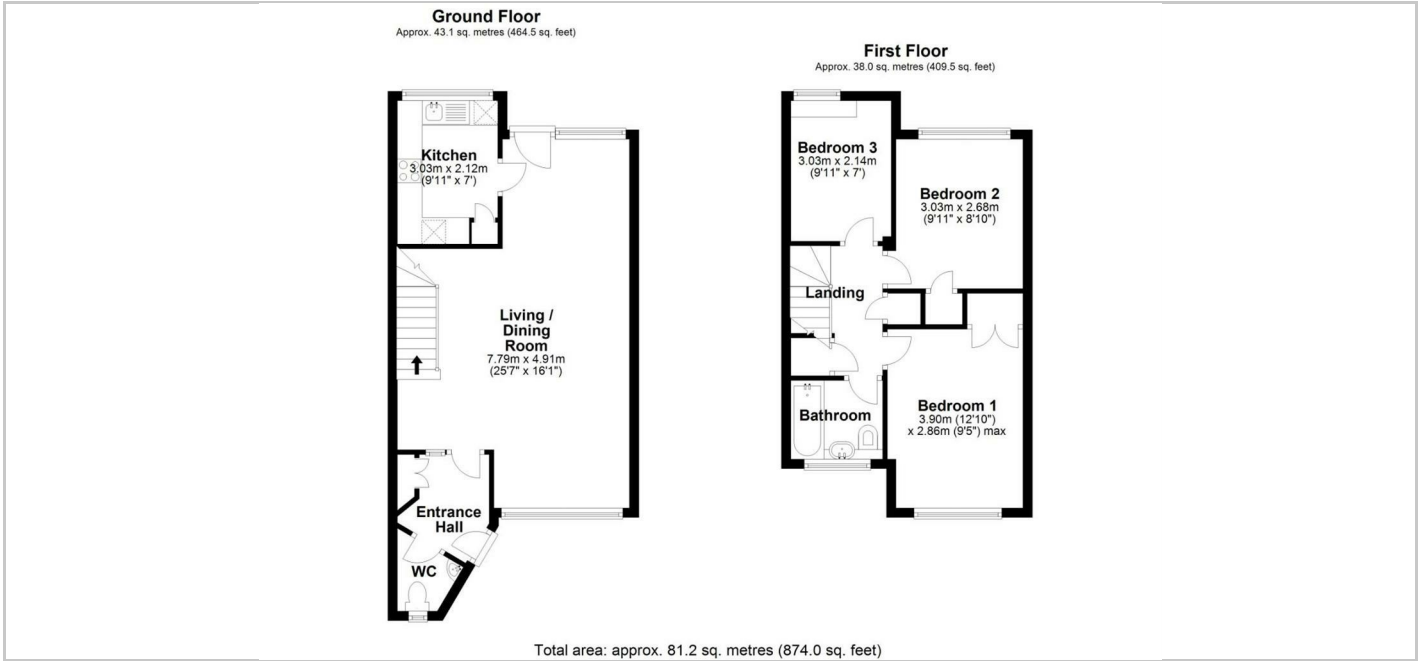 Ground Floor
Approx. 43.1 sq. metres (464.5 sq. feet)
Kitchen
3.03m x 2.12m
(9'11" x 7')
Living /
Dining
Room
7.79m x 4.91m
(25'7" x 16'1")
Entrance
Hall
WC
First Floor
Approx. 38.0 sq. metres (409.5 sq. feet)
Bedroom 3
3.03m x 2.14m
(9'11" x 7')
Bedroom 2
3.03m x 2.68m
(9'11" x 8'10")
Landing
Bathroom
Bedroom 1
3.90m (12'10")
x 2.86m (9'5") max
Total area: approx. 81.2 sq. metres (874.0 sq. feet)